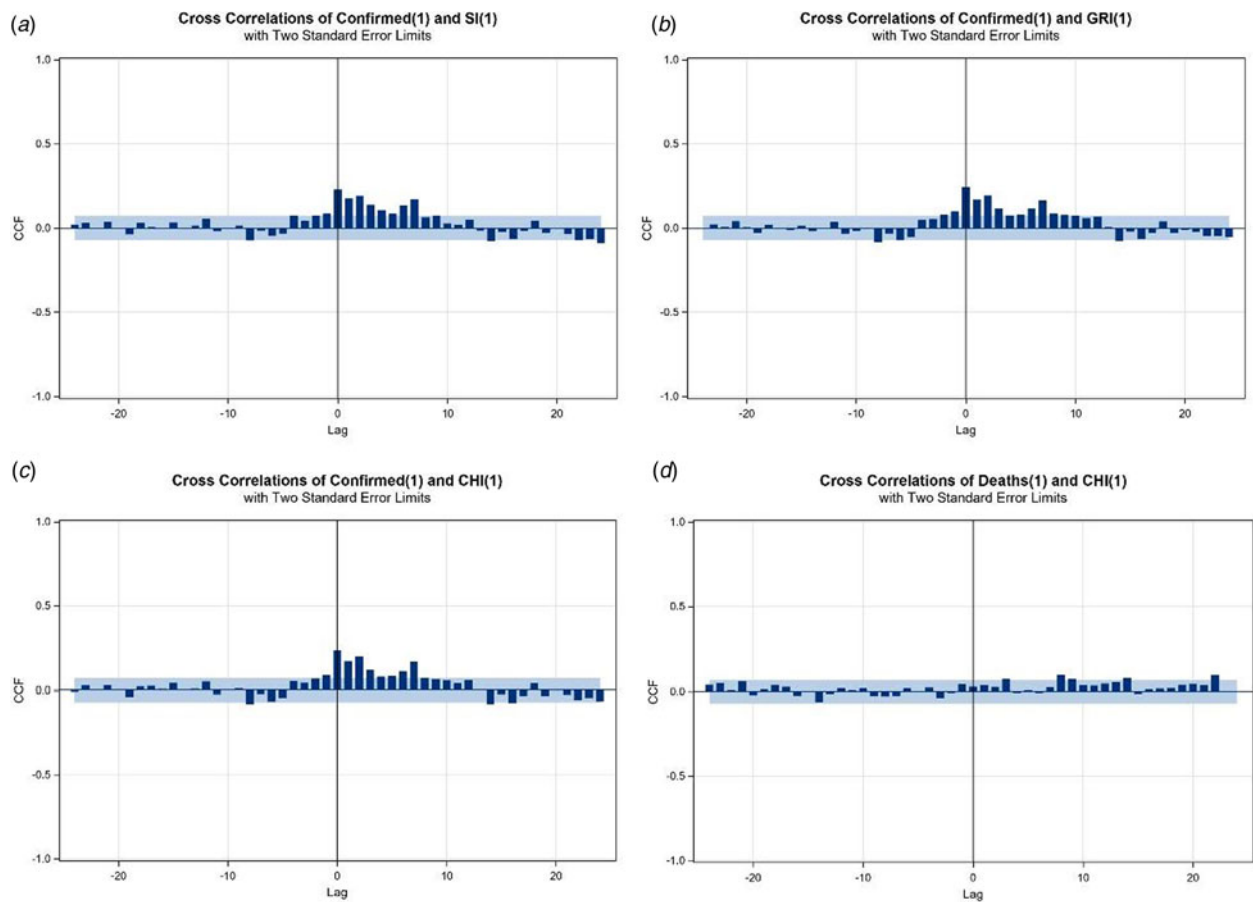 (a)
Cross Correlations of Confirmed(1) and SI(1)
with Two Standard Error Limits
1.0
0.5
0.0
-0.5
-1.0
CCF
-20
-10
0
10
20
Lag
(b)
Cross Correlations of Confirmed(1) and GRI(1)
with Two Standard Error Limits
1.0
0.5
0.0
-0.5
-1.0
CCF
-20
-10
0
10
20
Lag
(c)
Cross Correlations of Confirmed(1) and CHI(1)
with Two Standard Error Limits
1.0
0.5
0.0
-0.5
-1.0
CCF
-20
-10
0
10
20
Lag
(d)
Cross Correlations of Deaths(1) and CHI(1)
with Two Standard Error Limits
1.0
0.5
0.0
-0.5
-1.0
CCF
-20
-10
0
10
20
Lag